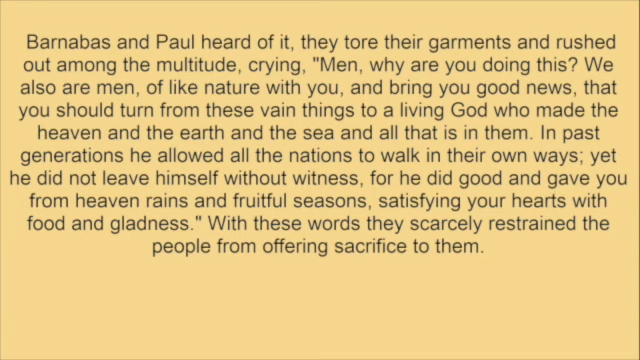 Barnabas and Paul heard of it, they tore their garments and rushed
out among the multitude, crying, "Men, why are you doing this? We
also are men, of like nature with you, and bring you good news, that
you should turn from these vain things to a living God who made the
heaven and the earth and the sea and all that is in them. In past
generations he allowed all the nations to walk in their own ways; yet
he did not leave himself without witness, for he did good and gave you
from heaven rains and fruitful seasons, satisfying your hearts with
food and gladness." With these words they scarcely restrained the
people from offering sacrifice to them.